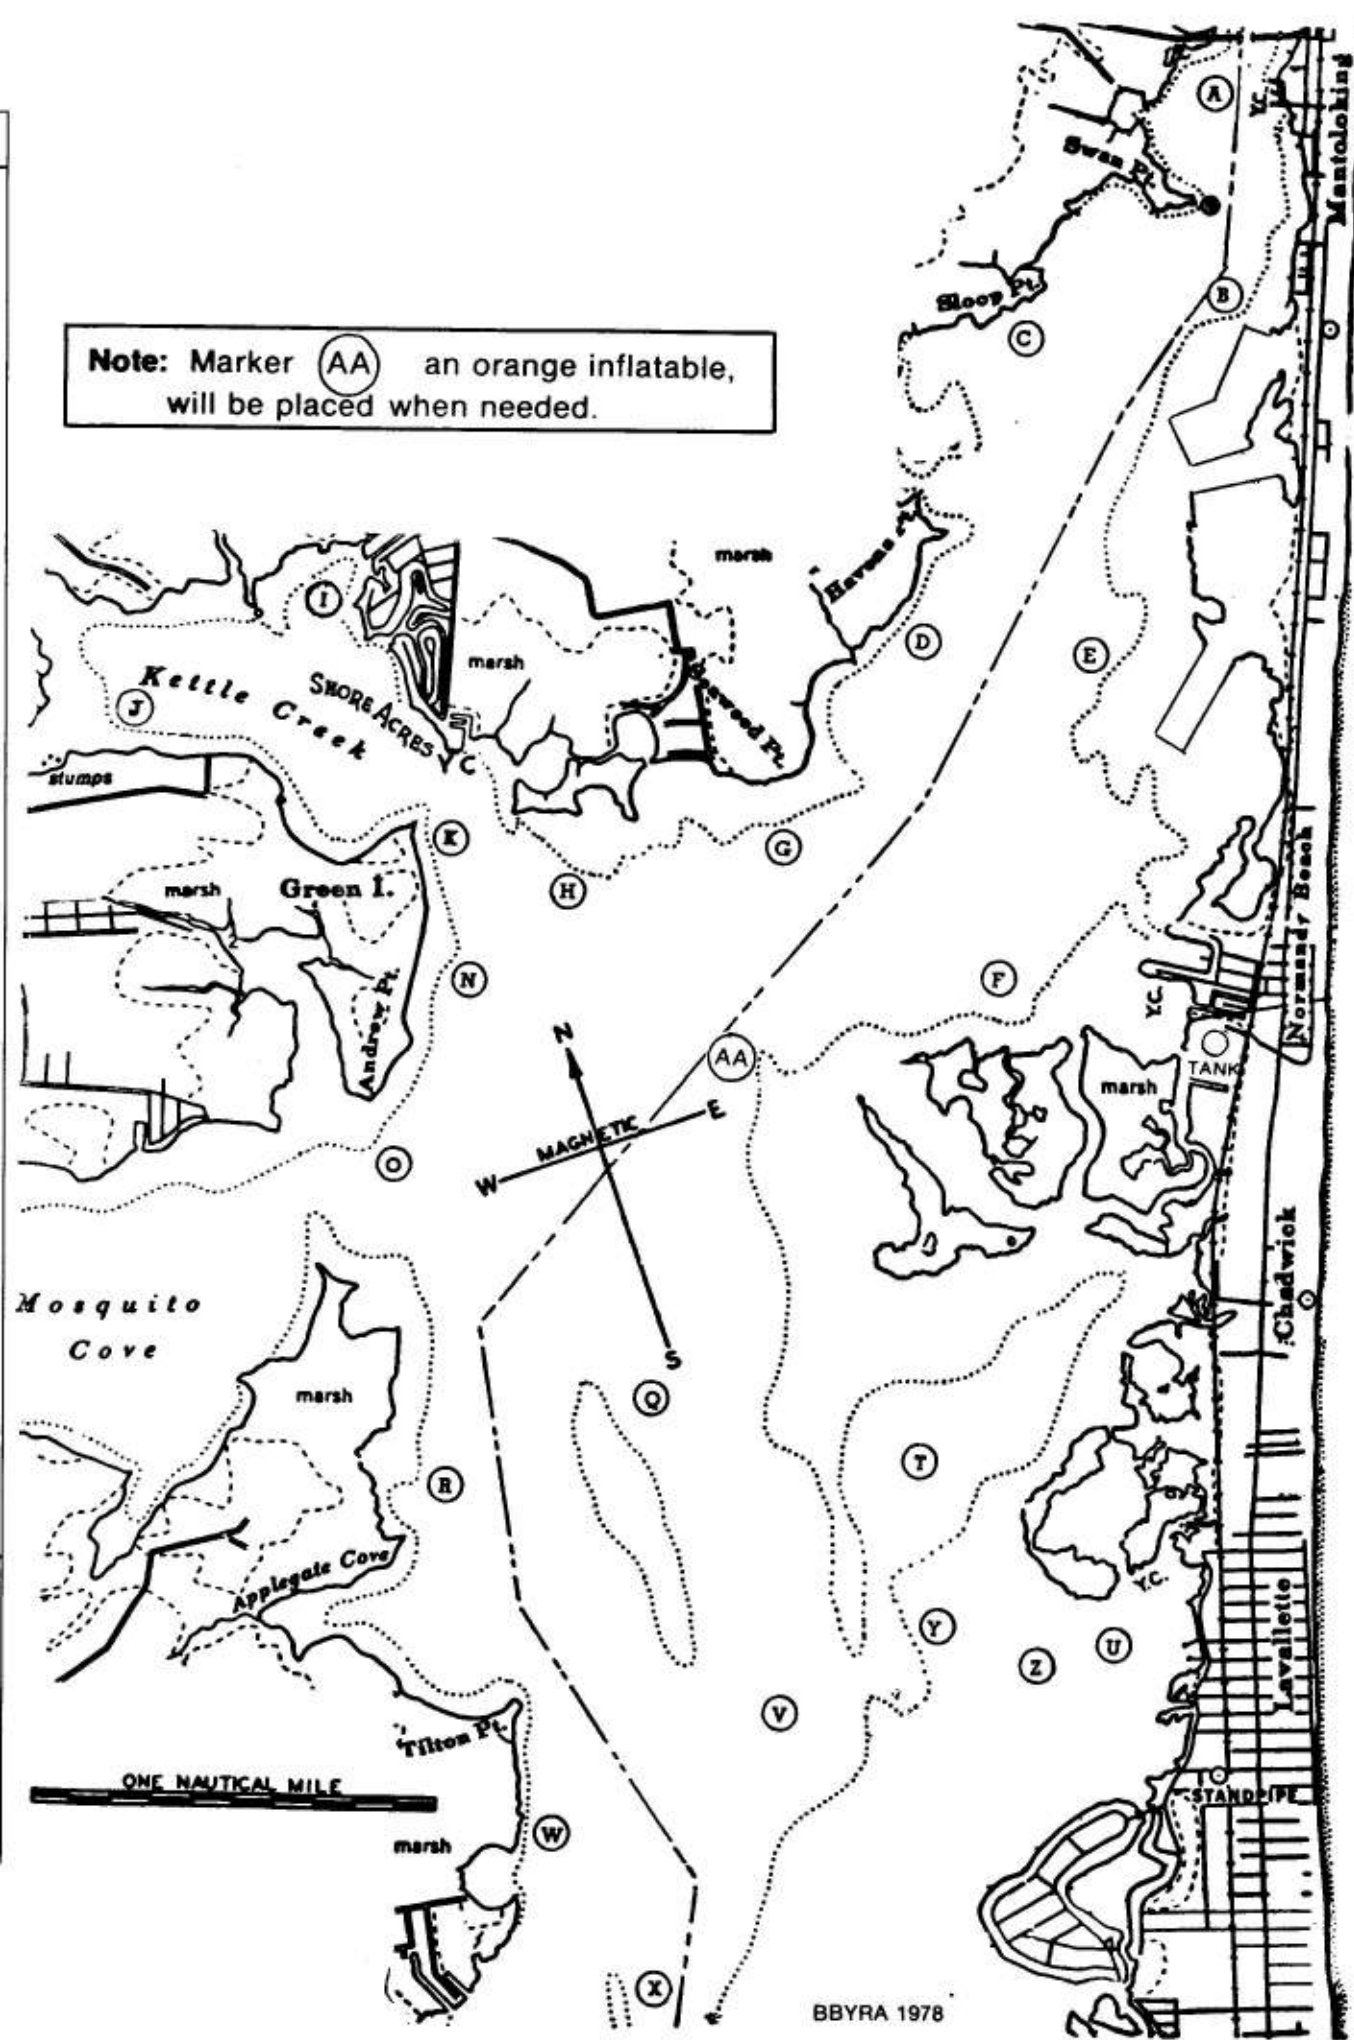 A
Y.C.
Mantoloking
Swan Pt.
B
Sloop Pt.
C
Note: Marker AA an orange inflatable,
will be placed when needed.
marsh
Havens
I
D
E
marsh
Kettle
Creek
SHORE ACRES
Y C
J
stumps
K
G
marsh
Green I.
H
Normandy Beach
N
F
Andrew Pt.
Y.C.
N
AA
TANK
marsh
MAGNETIC
E
W
O
Chadwick
Mosquito
Cove
S
Q
marsh
T
R
Applegate Cove
Y.C.
Lavallette
Y
U
Z
V
Tilton Pt.
ONE NAUTICAL MILE
STANDPIPE
W
marsh
X
BBYRA 1978